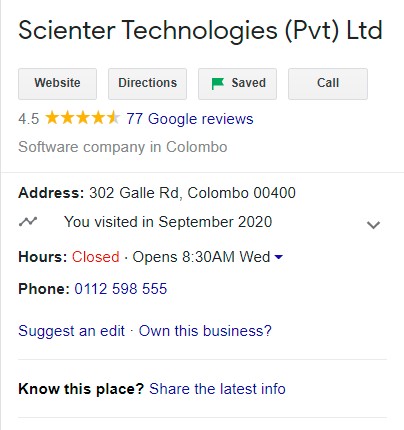 Scienter Technologies (Pvt) Ltd
Website Directions Saved Call
4.5 77 Google reviews
Software company in Colombo
Address: 302 Galle Rd, Colombo 00400
You visited in September 2020
Hours: Closed · Opens 8:30AM Wed
Phone: 0112 598 555
Suggest an edit · Own this business?
Know this place? Share the latest info